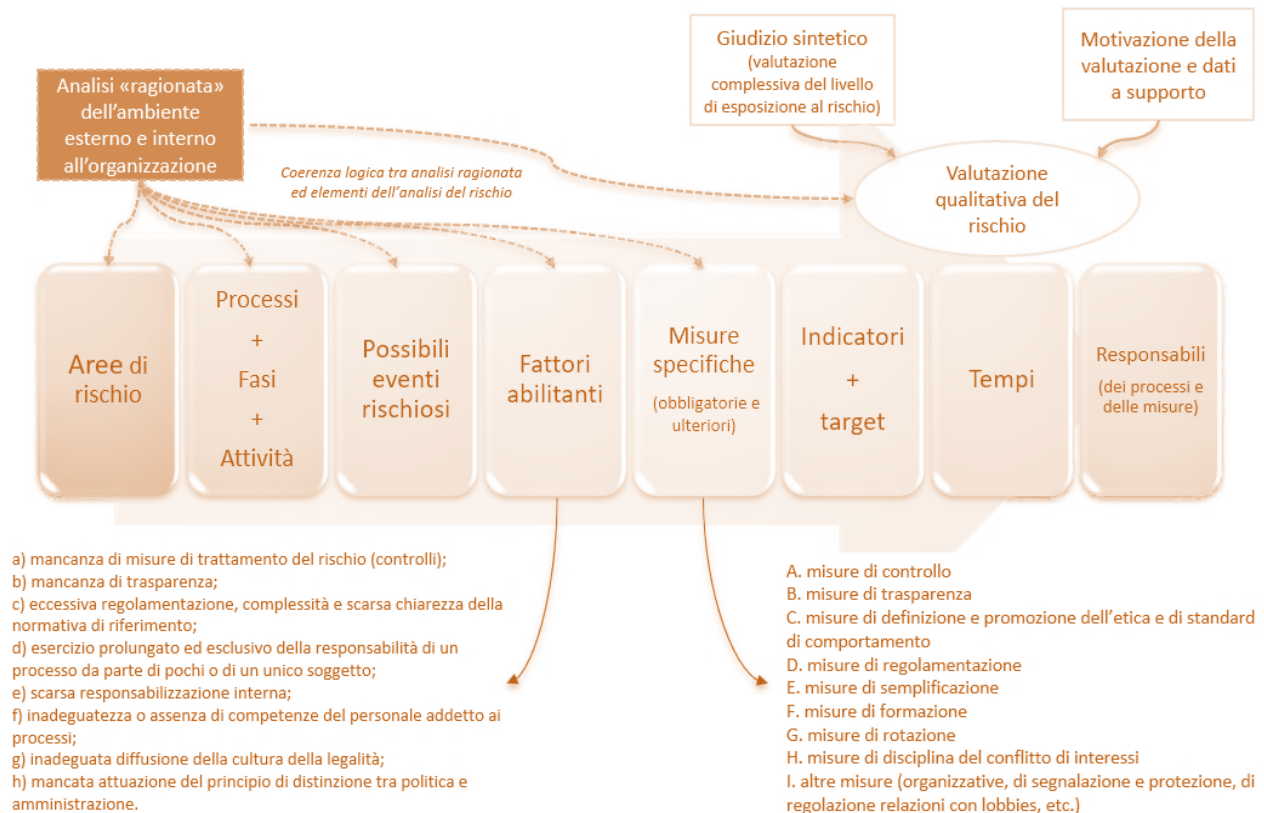 Giudizio sintetico
(valutazione
complessiva del livello
di esposizione al rischio)
Motivazione della
valutazione e dati
a supporto
Analisi «ragionata»
dell’ambiente
esterno e interno
all’organizzazione
Coerenza logica tra analisi ragionata
ed elementi dell’analisi del rischio
Valutazione
qualitativa del
rischio
Aree di
rischio
Processi
+
Fasi
+
Attività
Possibili
eventi
rischiosi
Fattori
abilitanti
Misure
specifiche
(obbligatorie e
ulteriori)
Indicatori
+
target
Tempi
Responsabili
(dei processi e
delle misure)
a) mancanza di misure di trattamento del rischio (controlli);
b) mancanza di trasparenza;
c) eccessiva regolamentazione, complessità e scarsa chiarezza della
normativa di riferimento;
d) esercizio prolungato ed esclusivo della responsabilità di un
processo da parte di pochi o di un unico soggetto;
e) scarsa responsabilizzazione interna;
f) inadeguatezza o assenza di competenze del personale addetto ai
processi;
g) inadeguata diffusione della cultura della legalità;
h) mancata attuazione del principio di distinzione tra politica e
amministrazione.
A. misure di controllo
B. misure di trasparenza
C. misure di definizione e promozione dell’etica e di standard
di comportamento
D. misure di regolamentazione
E. misure di semplificazione
F. misure di formazione
G. misure di rotazione
H. misure di disciplina del conflitto di interessi
I. altre misure (organizzative, di segnalazione e protezione, di
regolazione relazioni con lobbies, etc.)